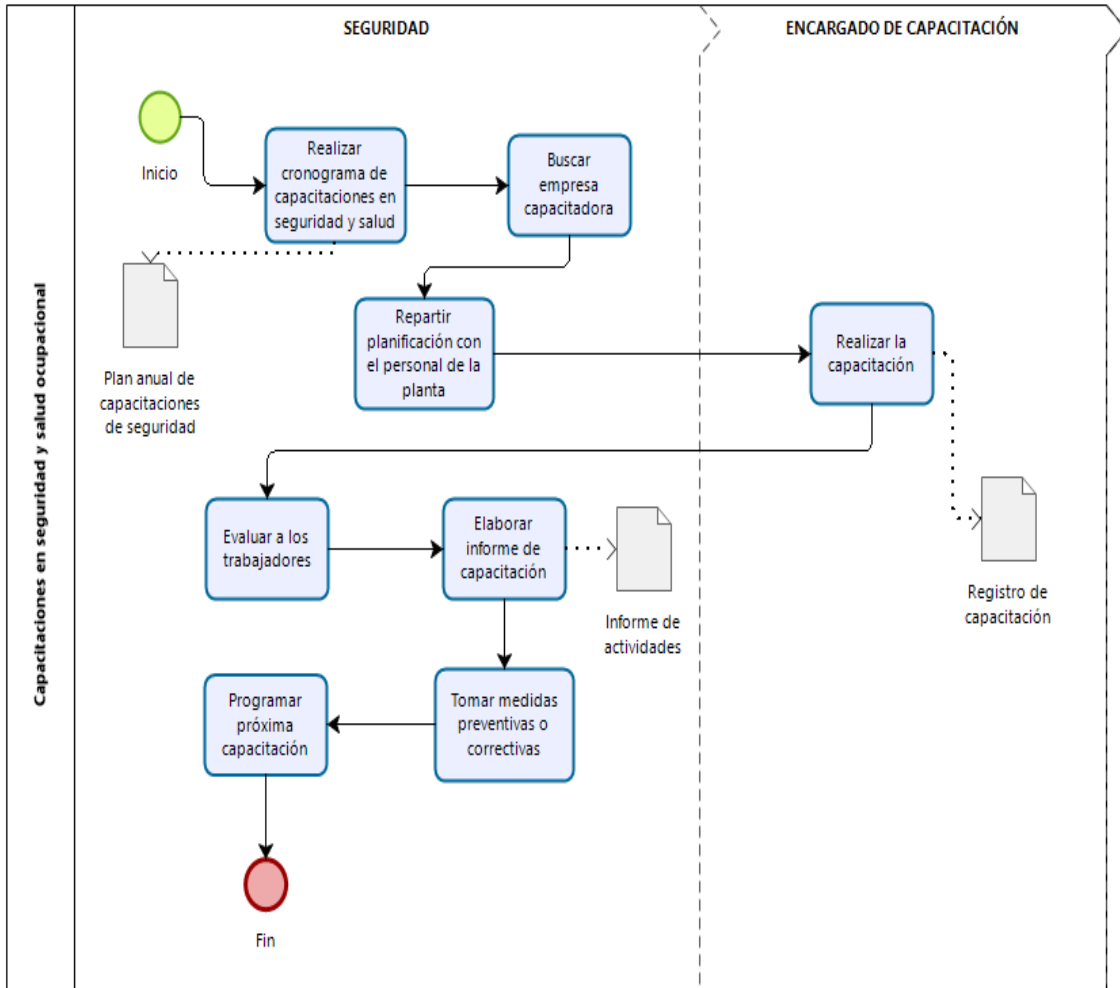 Capacitaciones en seguridad y salud ocupacional
SEGURIDAD
ENCARGADO DE CAPACITACIÓN
Inicio
Realizar
cronograma de
capacitaciones en
seguridad y salud
Buscar
empresa
capacitadora
Plan anual de
capacitaciones
de seguridad
Repartir
planificación con
el personal de la
planta
Realizar la
capacitación
Registro de
capacitación
Evaluar a los
trabajadores
Elaborar
informe de
capacitación
Informe de
actividades
Tomar medidas
preventivas o
correctivas
Programar
próxima
capacitación
Fin